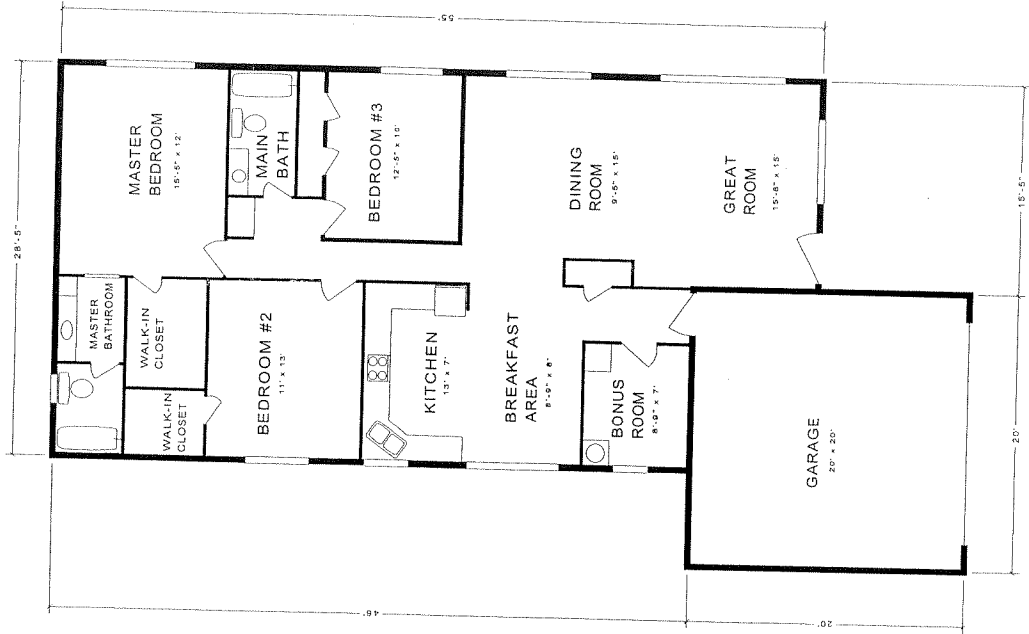 55'
28'-5"
MASTER
BEDROOM
15'-5" x 12'
MAIN
BATH
BEDROOM #3
12'-5" x 10'
DINING
ROOM
9'-5" x 15'
GREAT
ROOM
15'-8" x 15'
15'-5"
MASTER
BATHROOM
WALK-IN
CLOSET
WALK-IN
CLOSET
BEDROOM #2
11' x 13'
KITCHEN
13' x 7'
BREAKFAST
AREA
8'-9" x 8'
BONUS
ROOM
8'-9" x 7'
GARAGE
20' x 20'
20'
46'
20'